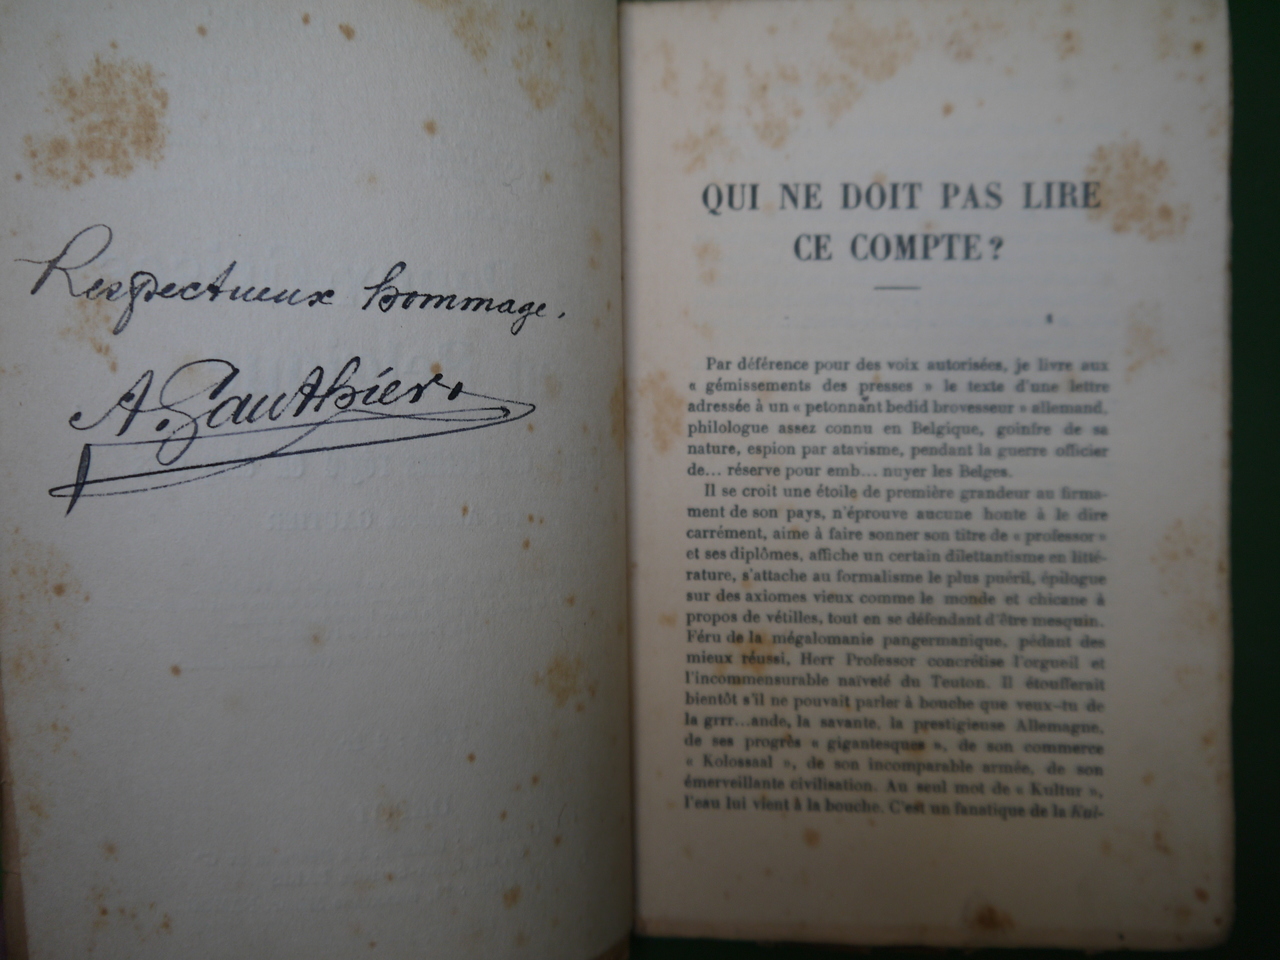 Respectueux hommage.
A. Gauthier.
QUI NE DOIT PAS LIRE
CE COMPTE?
Par déférence pour des voix autorisées, je livre aux
« gémissements des presses » le texte d'une lettre
adressée à un « petonnant bedid brovesseur » allemand,
philologue assez connu en Belgique, goinfre de sa
nature, espion par atavisme, pendant la guerre officier
de... réserve pour emb... nuyer les Belges.
Il se croit une étoile de première grandeur au firma-
ment de son pays, n'éprouve aucune honte à le dire
carrément, aime à faire sonner son titre de « professor »
et ses diplômes, affiche un certain dilettantisme en litté-
rature, s'attache au formalisme le plus puéril, épilogue
sur des axiomes vieux comme le monde et chicane à
propos de vétilles, tout en se défendant d'être mesquin.
Féru de la mégalomanie pangermanique, pédant des
mieux réussi, Herr Professor concrétise l'orgueil et
l'incommensurable naïveté du Teuton. Il étoufferait
bientôt s'il ne pouvait parler à bouche que veux-tu de
la grrr...ande, la savante, la prestigieuse Allemagne,
de ses progrès « gigantesques », de son commerce
« Kolossaal », de son incomparable armée, de son
émerveillante civilisation. Au seul mot de « Kultur »,
l'eau lui vient à la bouche. C'est un fanatique de la Kul-